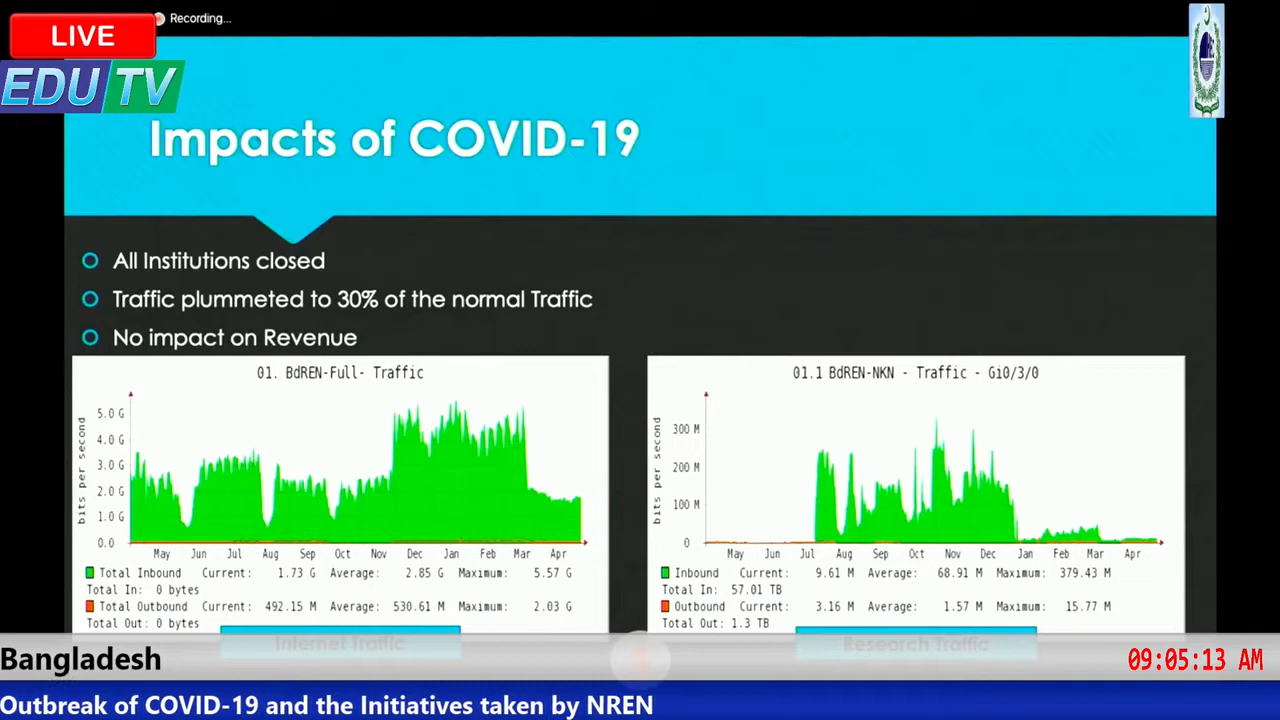 Recording...
LIVE
EDU TV
Impacts of COVID-19
All Institutions closed
Traffic plummeted to 30% of the normal Traffic
No impact on Revenue
01. BdREN-Full- Traffic
bits per second
5.0 G
4.0 G
3.0 G
2.0 G
1.0 G
0.0
May Jun Jul Aug Sep Oct Nov Dec Jan Feb Mar Apr
Total Inbound Current: 1.73 G Average: 2.85 G Maximum: 5.57 G
Total In: 0 bytes
Total Outbound Current: 492.15 M Average: 530.61 M Maximum: 2.03 G
Total Out: 0 bytes
Internet Traffic
01.1 BdREN-NKN - Traffic - Gi0/3/0
bits per second
300 M
200 M
100 M
0
May Jun Jul Aug Sep Oct Nov Dec Jan Feb Mar Apr
Inbound Current: 9.61 M Average: 68.91 M Maximum: 379.43 M
Total In: 57.01 TB
Outbound Current: 3.16 M Average: 1.57 M Maximum: 15.77 M
Total Out: 1.3 TB
Research Traffic
Bangladesh
09:05:13 AM
Outbreak of COVID-19 and the Initiatives taken by NREN